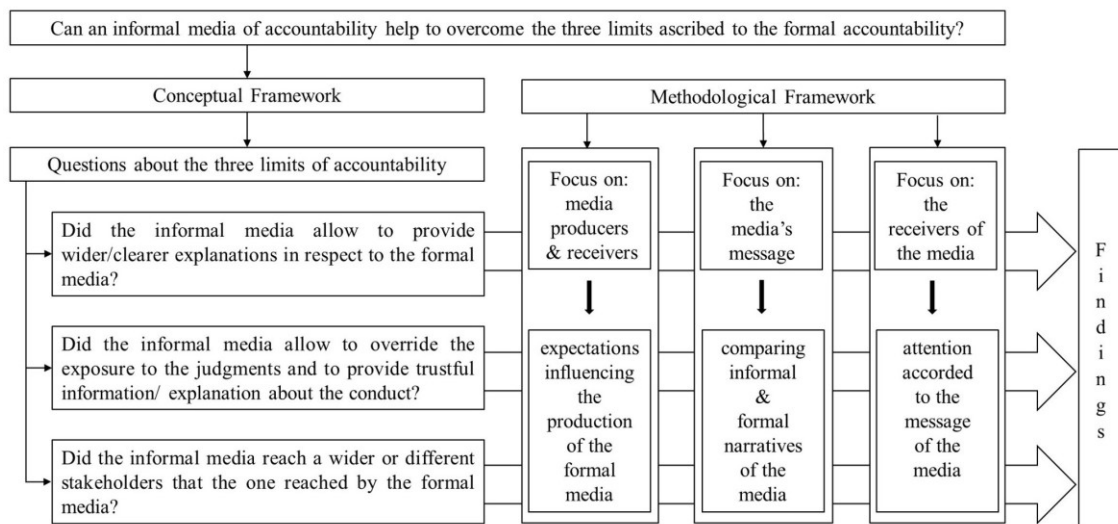 Can an informal media of accountability help to overcome the three limits ascribed to the formal accountability?
Conceptual Framework
Methodological Framework
Questions about the three limits of accountability
Did the informal media allow to provide
wider/clearer explanations in respect to the formal
media?
Did the informal media allow to override the
exposure to the judgments and to provide trustful
information/ explanation about the conduct?
Did the informal media reach a wider or different
stakeholders that the one reached by the formal
media?
Focus on:
media
producers
& receivers
expectations
influencing
the
production
of the
formal
media
Focus on:
the
media's
message
comparing
informal
&
formal
narratives
of the
media
Focus on:
the
receivers of
the media
attention
accorded
to the
message
of the
media
F
i
n
d
i
n
g
s